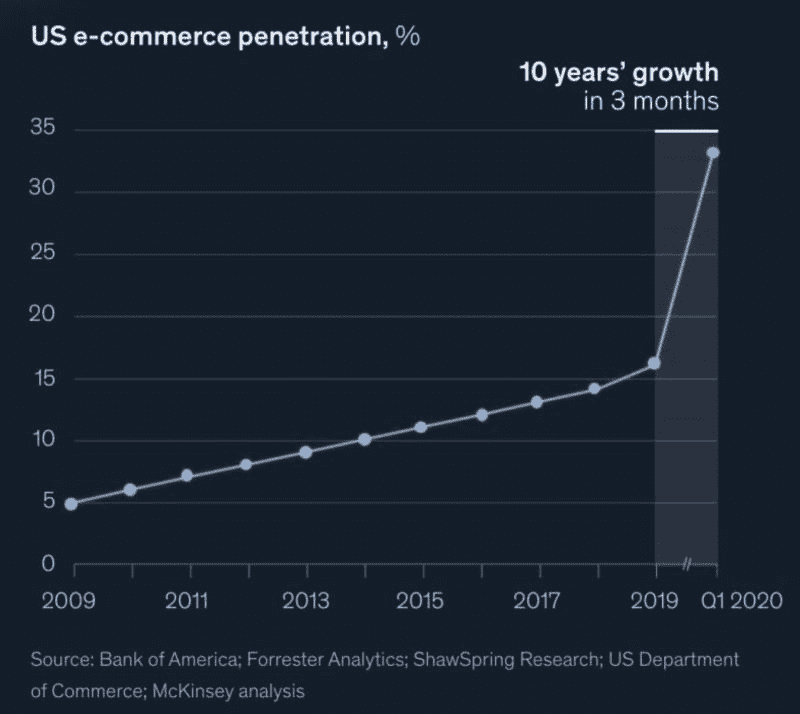 US e-commerce penetration, %
10 years’ growth
in 3 months
35
30
25
20
15
10
5
0
2009
2011
2013
2015
2017
2019
Q1 2020
Source: Bank of America; Forrester Analytics; ShawSpring Research; US Department
of Commerce; McKinsey analysis